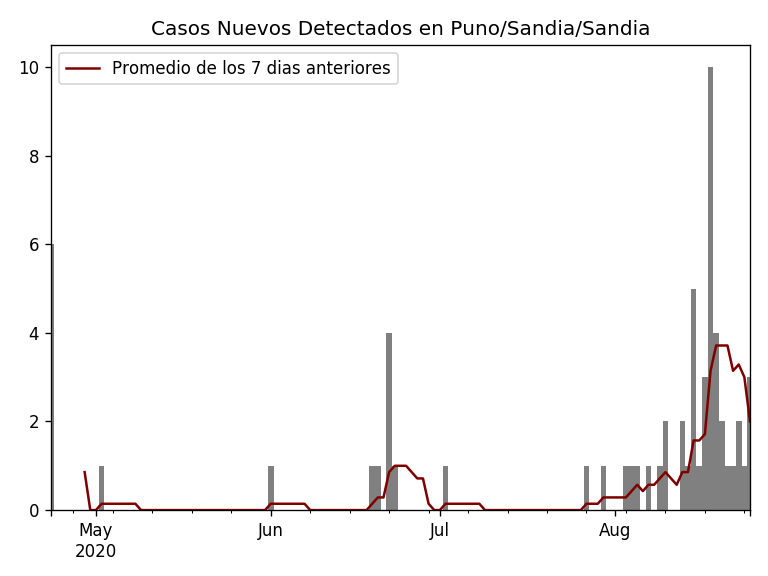 Casos Nuevos Detectados en Puno/Sandia/Sandia
Promedio de los 7 dias anteriores
10
8
6
4
2
0
May Jun Jul Aug
2020